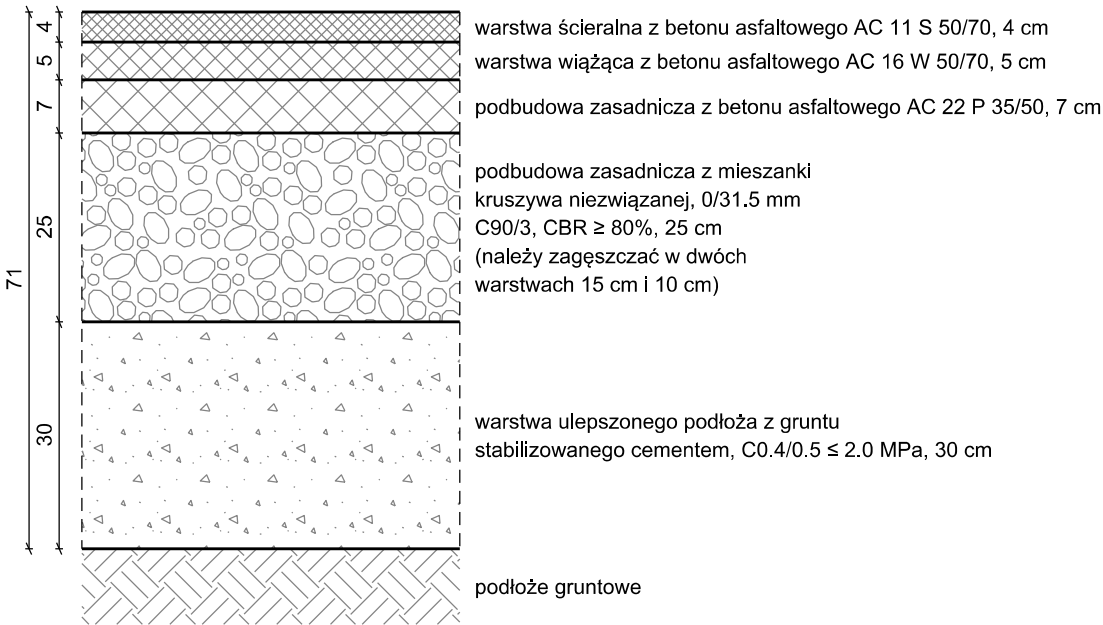 4
warstwa ścieralna z betonu asfaltowego AC 11 S 50/70, 4 cm
5
warstwa wiążąca z betonu asfaltowego AC 16 W 50/70, 5 cm
7
podbudowa zasadnicza z betonu asfaltowego AC 22 P 35/50, 7 cm
25
podbudowa zasadnicza z mieszanki
kruszywa niezwiązanej, 0/31.5 mm
C90/3, CBR ≥ 80%, 25 cm
(należy zagęszczać w dwóch
warstwach 15 cm i 10 cm)
71
30
warstwa ulepszonego podłoża z gruntu
stabilizowanego cementem, C0.4/0.5 ≤ 2.0 MPa, 30 cm
podłoże gruntowe